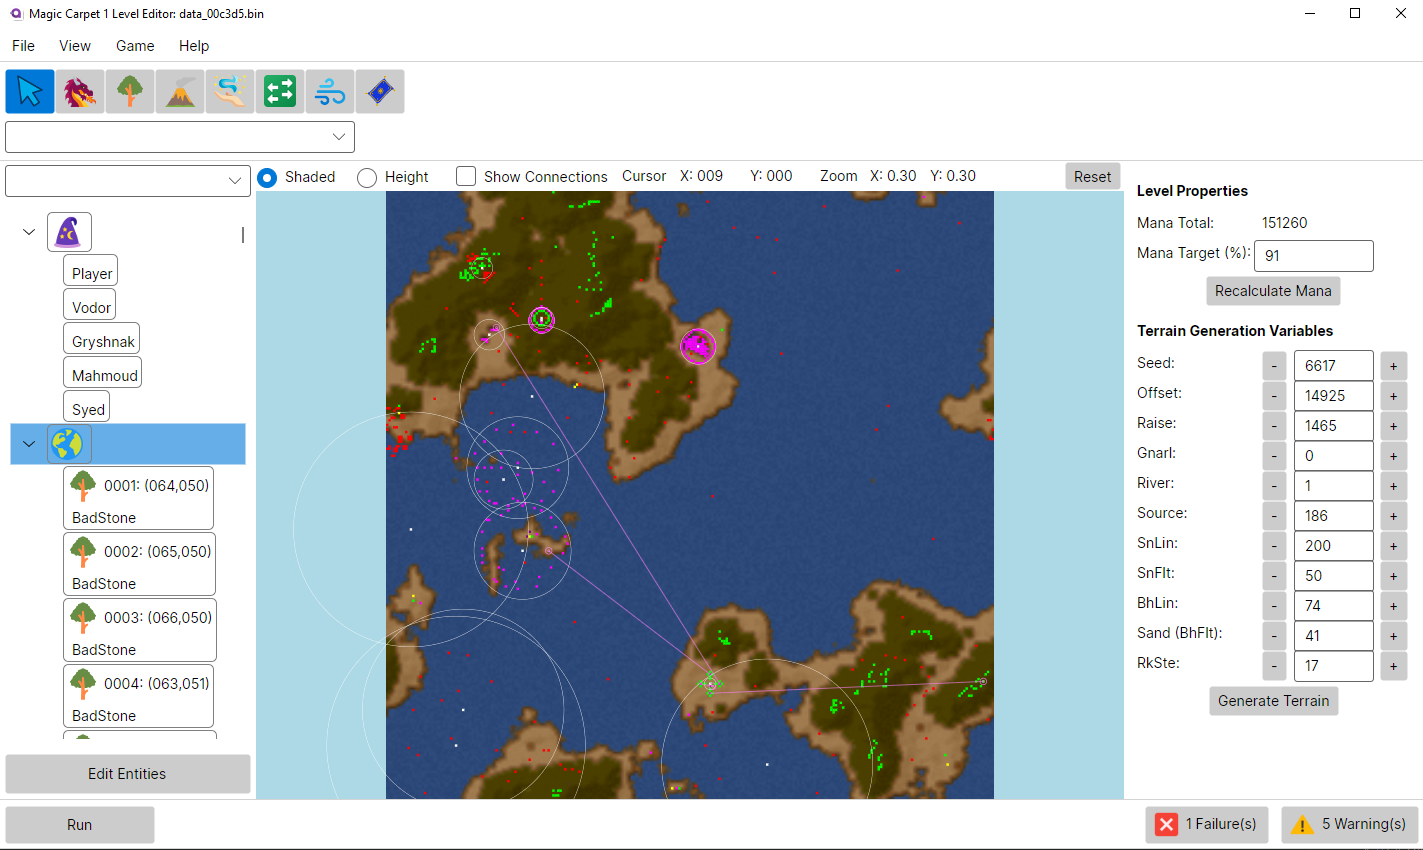 Magic Carpet 1 Level Editor: data_00c3d5.bin
File View Game Help
Shaded Height Show Connections Cursor X: 009 Y: 000 Zoom X: 0.30 Y: 0.30 Reset
Player
Vodor
Gryshnak
Mahmoud
Syed
0001: (064,050)
BadStone
0002: (065,050)
BadStone
0003: (066,050)
BadStone
0004: (063,051)
BadStone
Edit Entities
Level Properties
Mana Total: 151260
Mana Target (%): 91
Recalculate Mana
Terrain Generation Variables
Seed: - 6617 +
Offset: - 14925 +
Raise: - 1465 +
Gnarl: - 0 +
River: - 1 +
Source: - 186 +
SnLin: - 200 +
SnFlt: - 50 +
BhLin: - 74 +
Sand (BhFlt): - 41 +
RkSte: - 17 +
Generate Terrain
Run
1 Failure(s) 5 Warning(s)